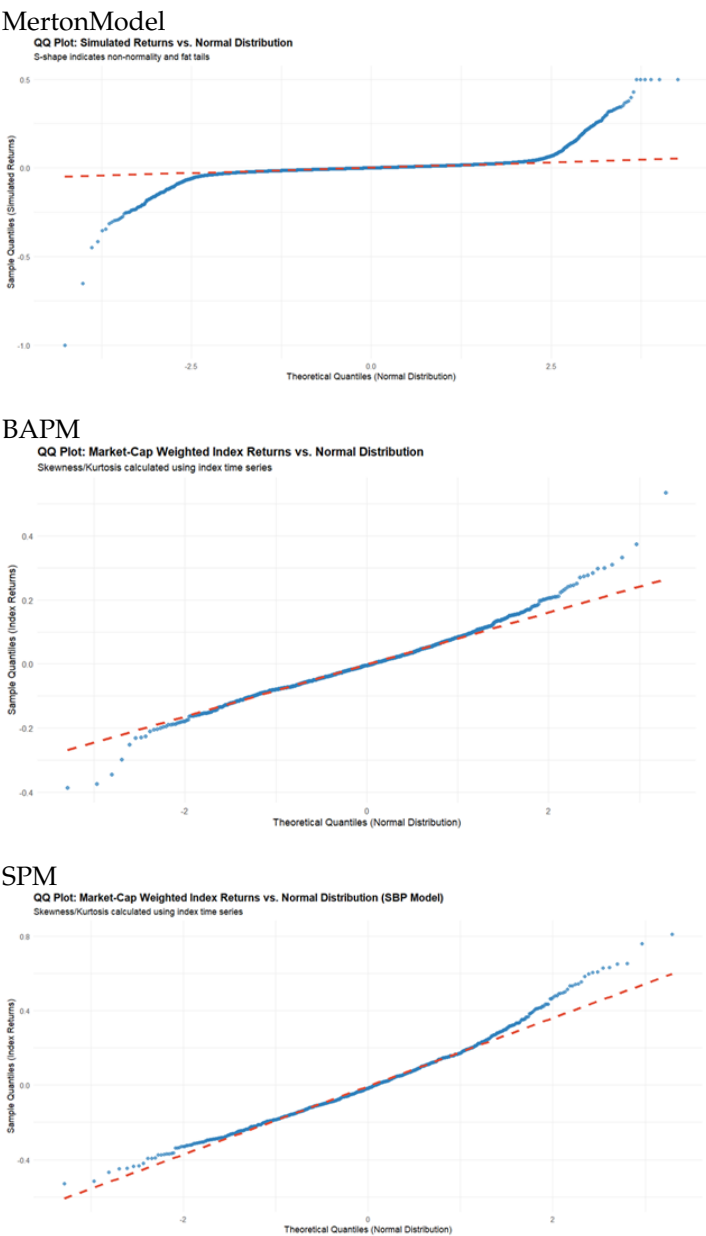 MertonModel
QQ Plot: Simulated Returns vs. Normal Distribution
S-shape indicates non-normality and fat tails
0.5
0.0
-0.5
-1.0
Sample Quantiles (Simulated Returns)
-2.5 0.0 2.5
Theoretical Quantiles (Normal Distribution)
BAPM
QQ Plot: Market-Cap Weighted Index Returns vs. Normal Distribution
Skewness/Kurtosis calculated using index time series
0.4
0.2
0.0
-0.2
-0.4
Sample Quantiles (Index Returns)
-2 0 2
Theoretical Quantiles (Normal Distribution)
SPM
QQ Plot: Market-Cap Weighted Index Returns vs. Normal Distribution (SBP Model)
Skewness/Kurtosis calculated using index time series
0.8
0.4
0.0
-0.4
Sample Quantiles (Index Returns)
-2 0 2
Theoretical Quantiles (Normal Distribution)